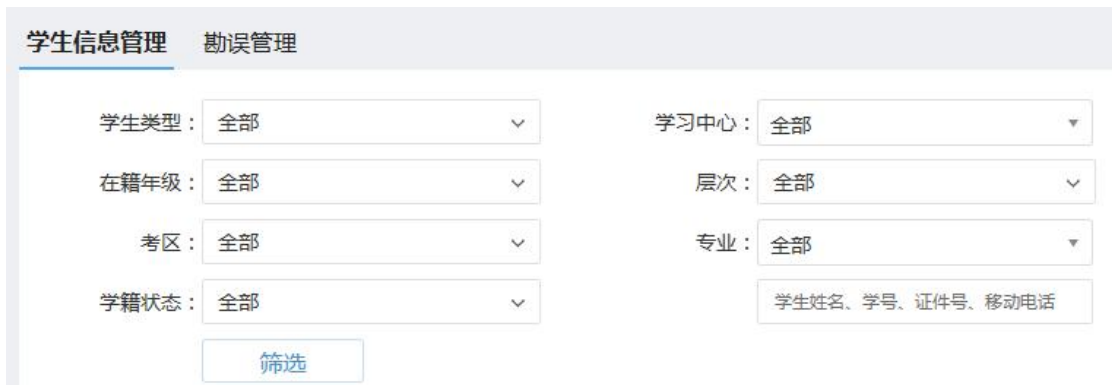 学生信息管理 勘误管理
学生类型： 全部 学习中心： 全部
在籍年级： 全部 层次： 全部
考区： 全部 专业： 全部
学籍状态： 全部 学生姓名、学号、证件号、移动电话
筛选